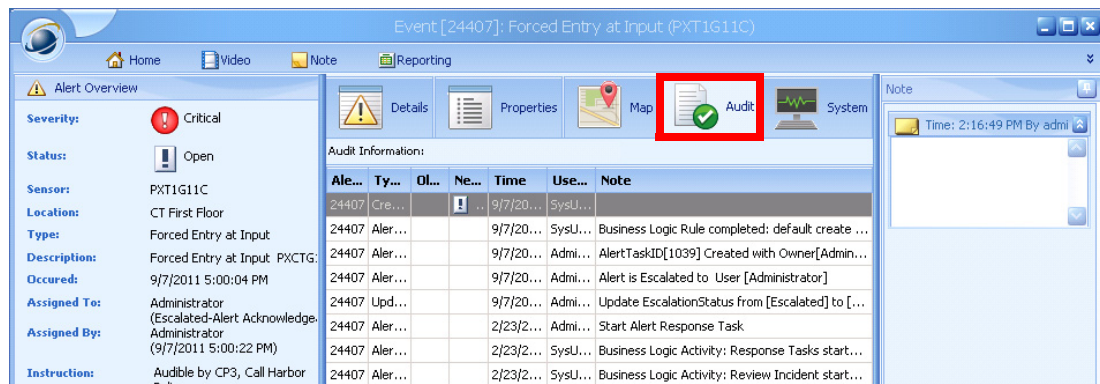 Event [24407]: Forced Entry at Input (PXT1G11C)
Home Video Note Reporting
Alert Overview
Severity: Critical
Status: Open
Sensor: PXT1G11C
Location: CT First Floor
Type: Forced Entry at Input
Description: Forced Entry at Input PXCTG
Occured: 9/7/2011 5:00:04 PM
Assigned To: Administrator
(Escalated-Alert Acknowledge.
Assigned By: Administrator
(9/7/2011 5:00:22 PM)
Instruction: Audible by CP3, Call Harbor
Details Properties Map Audit System
Audit Information:
Ale... Ty... Ol... Ne... Time Use... Note
24407 Cre... .. 9/7/20... SysU...
24407 Aler... 9/7/20... SysU... Business Logic Rule completed: default create ...
24407 Aler... 9/7/20... Admi... AlertTaskID[1039] Created with Owner[Admin...
24407 Aler... 9/7/20... Admi... Alert is Escalated to User [Administrator]
24407 Upd... 9/7/20... Admi... Update EscalationStatus from [Escalated] to [...
24407 Aler... 2/23/2... Admi... Start Alert Response Task
24407 Aler... 2/23/2... SysU... Business Logic Activity: Response Tasks start...
24407 Aler... 2/23/2... SysU... Business Logic Activity: Review Incident start...
Note
Time: 2:16:49 PM By admi